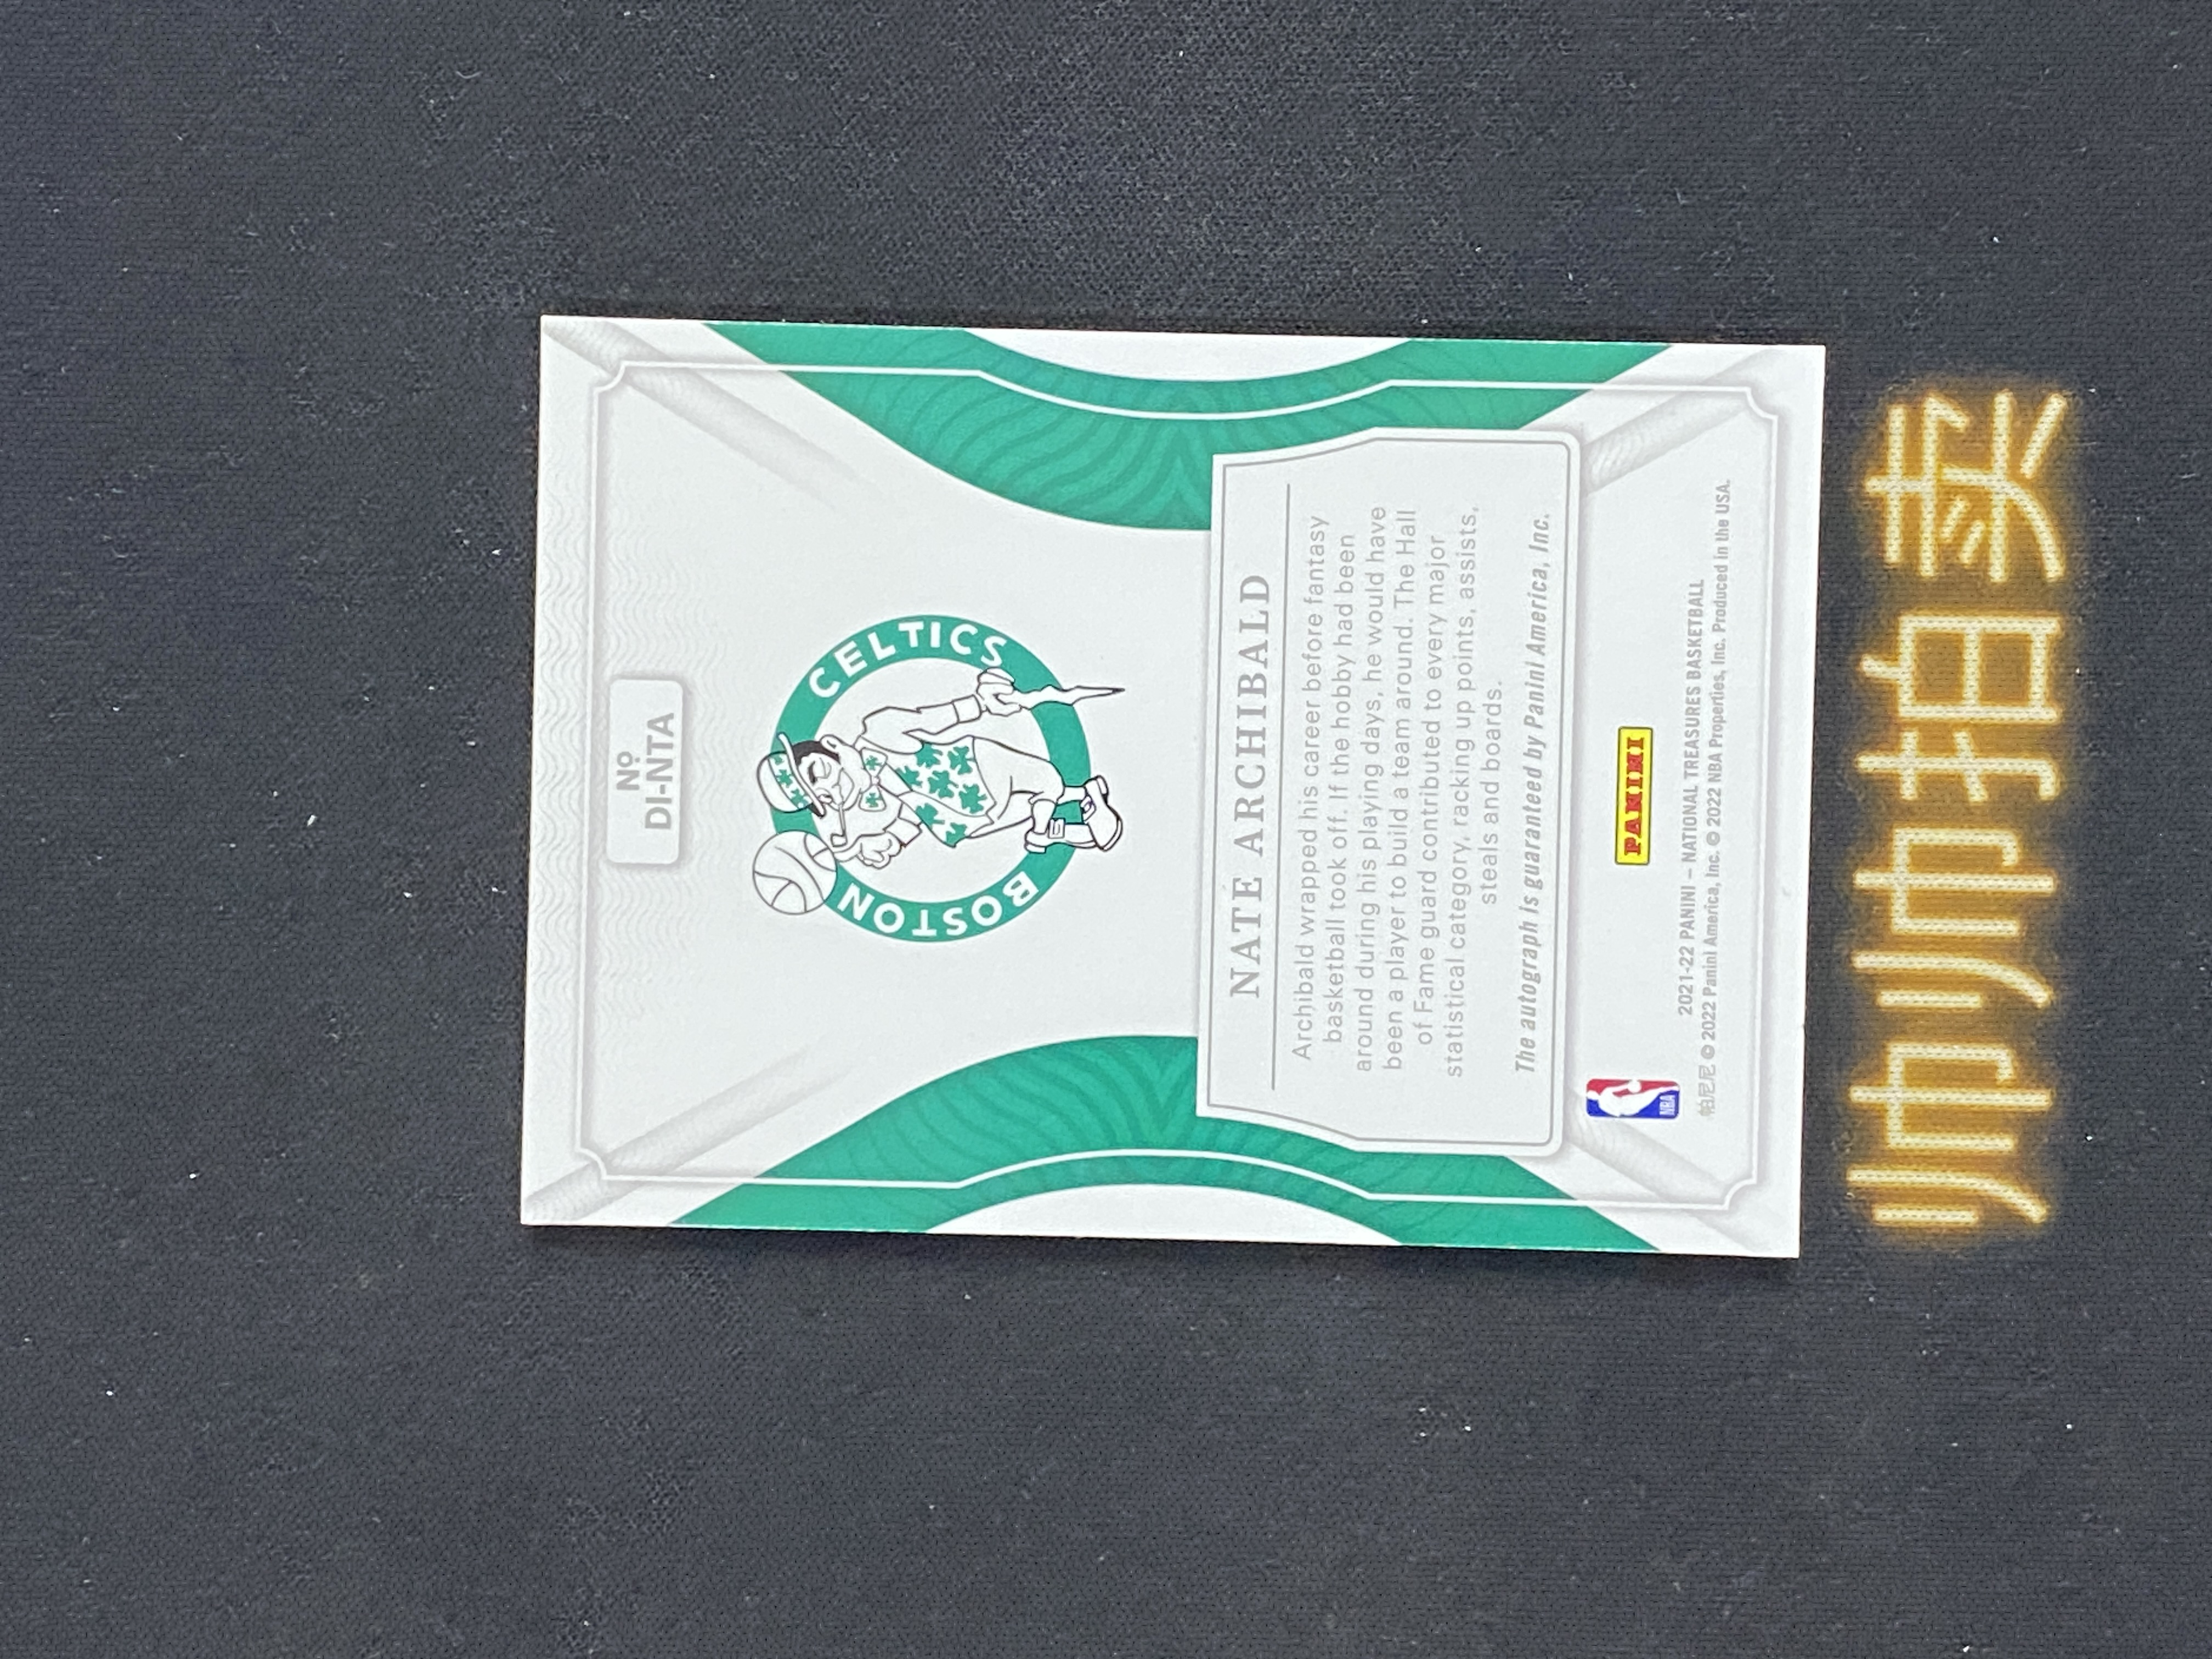 Nº
DI-NTA
BOSTON CELTICS
NATE ARCHIBALD
Archibald wrapped his career before fantasy
basketball took off. If the hobby had been
around during his playing days, he would have
been a player to build a team around. The Hall
of Fame guard contributed to every major
statistical category, racking up points, assists,
steals and boards.
The autograph is guaranteed by Panini America, Inc.
PANINI
NBA
2021-22 PANINI – NATIONAL TREASURES BASKETBALL
帕尼尼 © 2022 Panini America, Inc. © 2022 NBA Properties, Inc. Produced in the USA.
帅帅拍卖